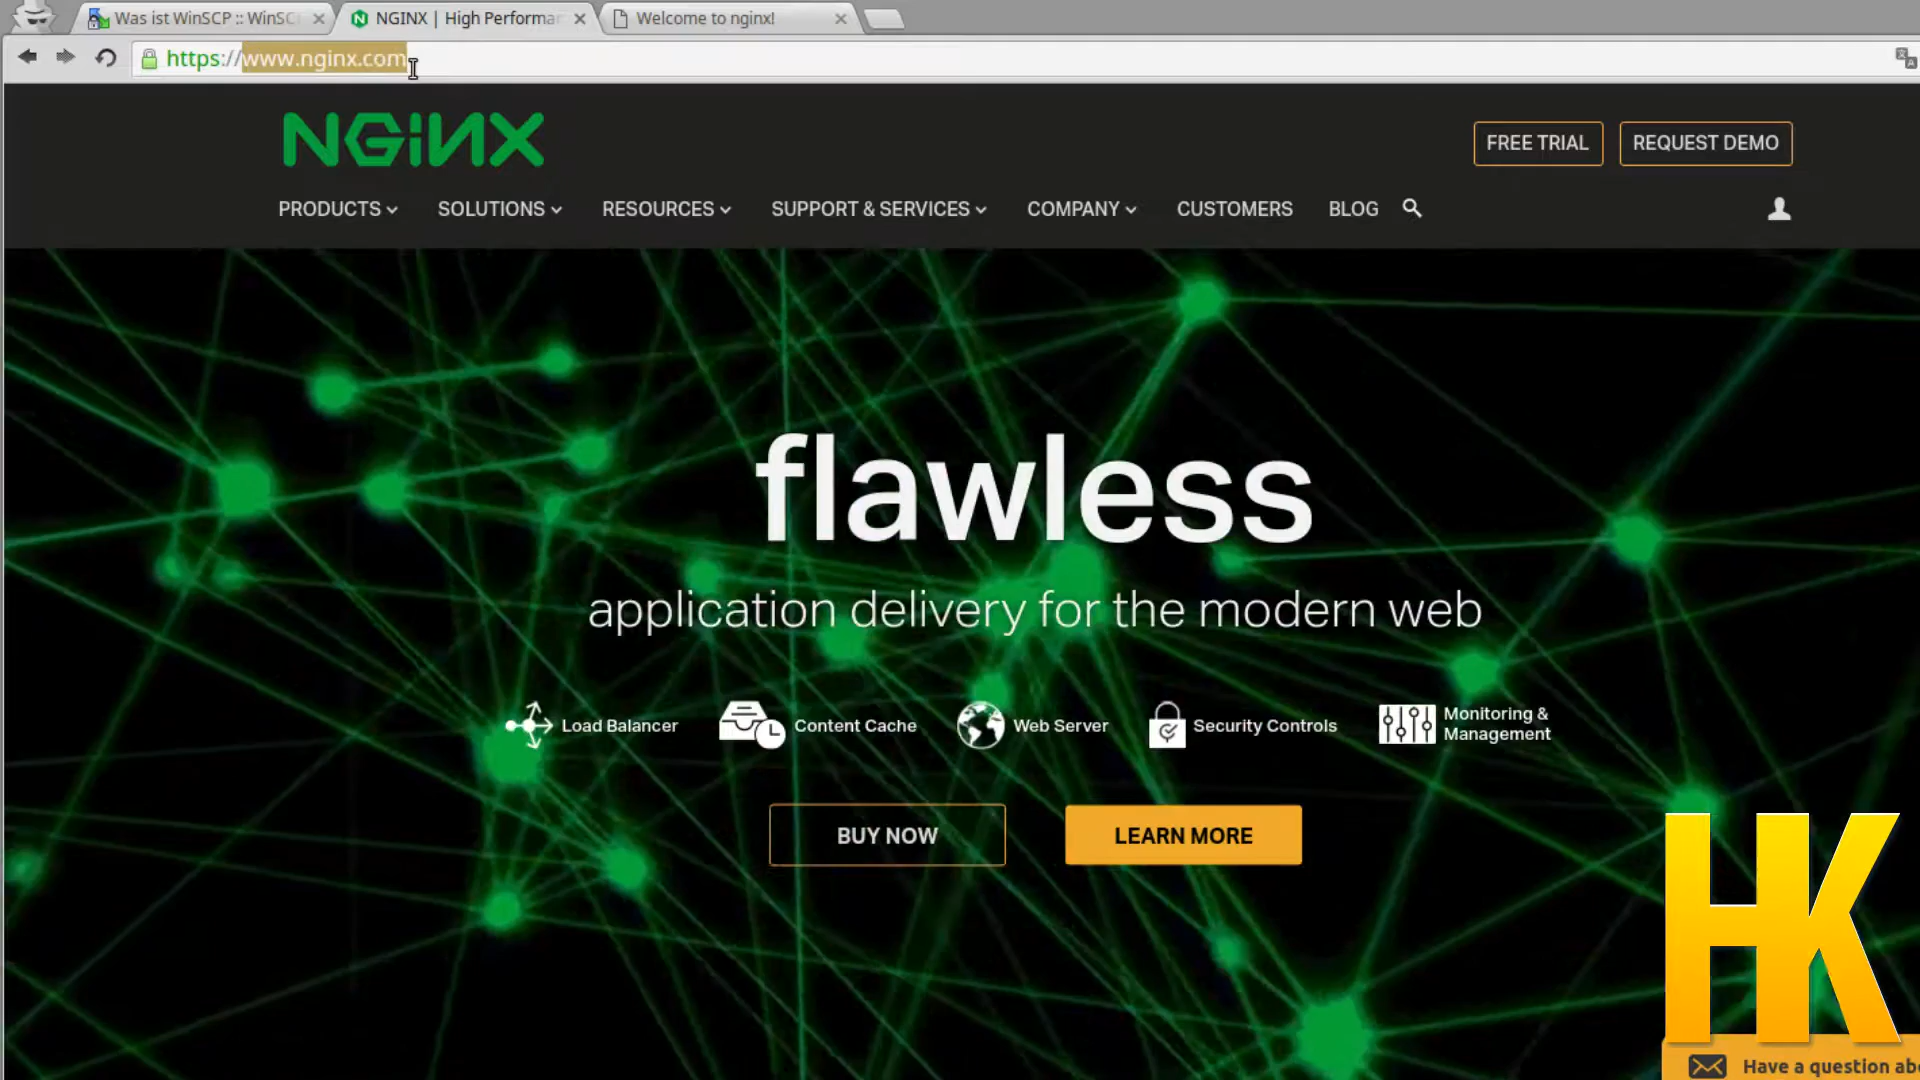 Was ist WinSCP :: WinSC
NGINX | High Performa
Welcome to nginx!
https://www.nginx.com
NGINX
FREE TRIAL
REQUEST DEMO
PRODUCTS
SOLUTIONS
RESOURCES
SUPPORT & SERVICES
COMPANY
CUSTOMERS
BLOG
flawless
application delivery for the modern web
Load Balancer
Content Cache
Web Server
Security Controls
Monitoring &
Management
BUY NOW
LEARN MORE
HK
Have a question abo